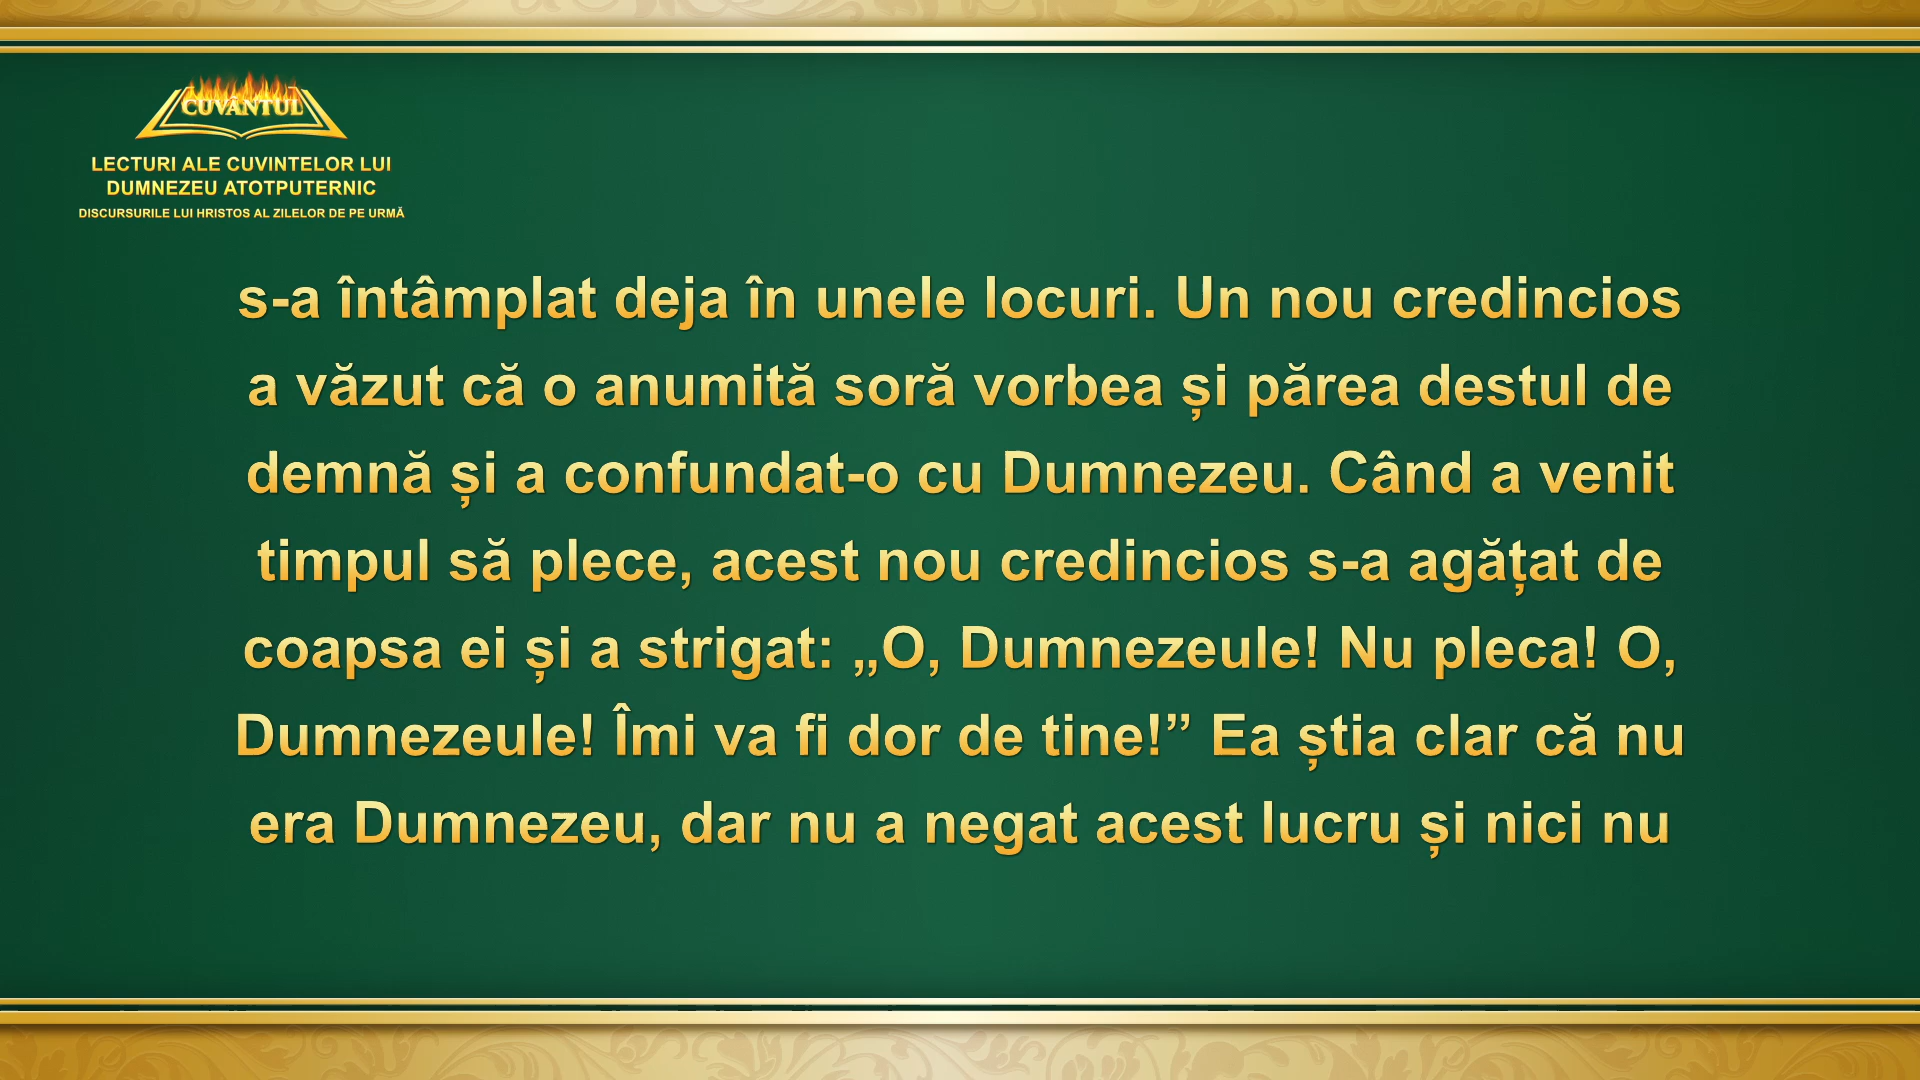 CUVÂNTUL
LECTURI ALE CUVINTELOR LUI
DUMNEZEU ATOTPUTERNIC
DISCURSURILE LUI HRISTOS AL ZILELOR DE PE URMĂ
s-a întâmplat deja în unele locuri. Un nou credincios
a văzut că o anumită soră vorbea și părea destul de
demnă și a confundat-o cu Dumnezeu. Când a venit
timpul să plece, acest nou credincios s-a agățat de
coapsa ei și a strigat: „O, Dumnezeule! Nu pleca! O,
Dumnezeule! Îmi va fi dor de tine!” Ea știa clar că nu
era Dumnezeu, dar nu a negat acest lucru și nici nu